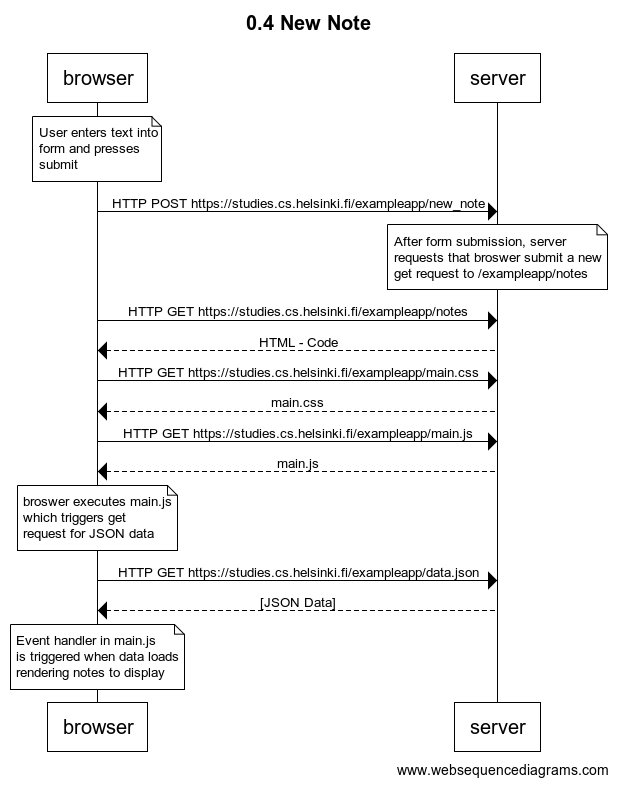 0.4 New Note
browser
server
User enters text into
form and presses
submit
HTTP POST https://studies.cs.helsinki.fi/exampleapp/new_note
After form submission, server
requests that broswer submit a new
get request to /exampleapp/notes
HTTP GET https://studies.cs.helsinki.fi/exampleapp/notes
HTML - Code
HTTP GET https://studies.cs.helsinki.fi/exampleapp/main.css
main.css
HTTP GET https://studies.cs.helsinki.fi/exampleapp/main.js
main.js
broswer executes main.js
which triggers get
request for JSON data
HTTP GET https://studies.cs.helsinki.fi/exampleapp/data.json
[JSON Data]
Event handler in main.js
is triggered when data loads
rendering notes to display
browser
server
www.websequencediagrams.com